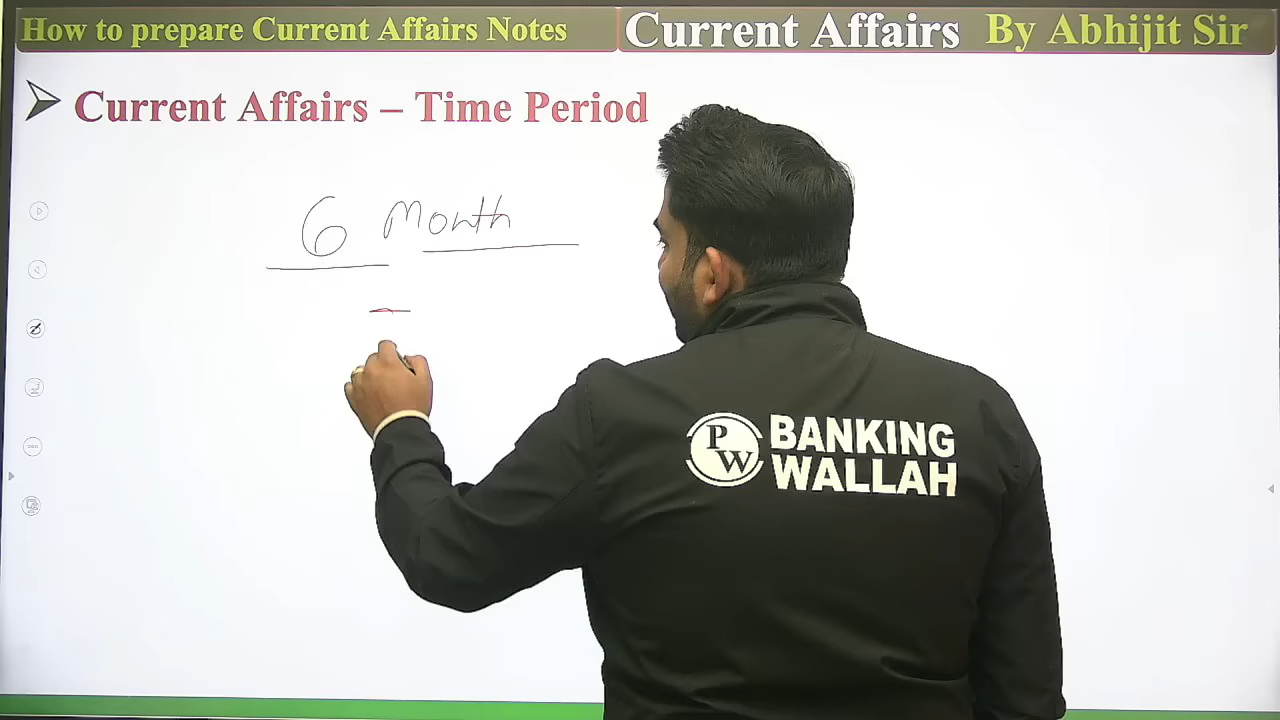 How to prepare Current Affairs Notes
Current Affairs By Abhijit Sir
Current Affairs – Time Period
6 Month
PW
BANKING
WALLAH